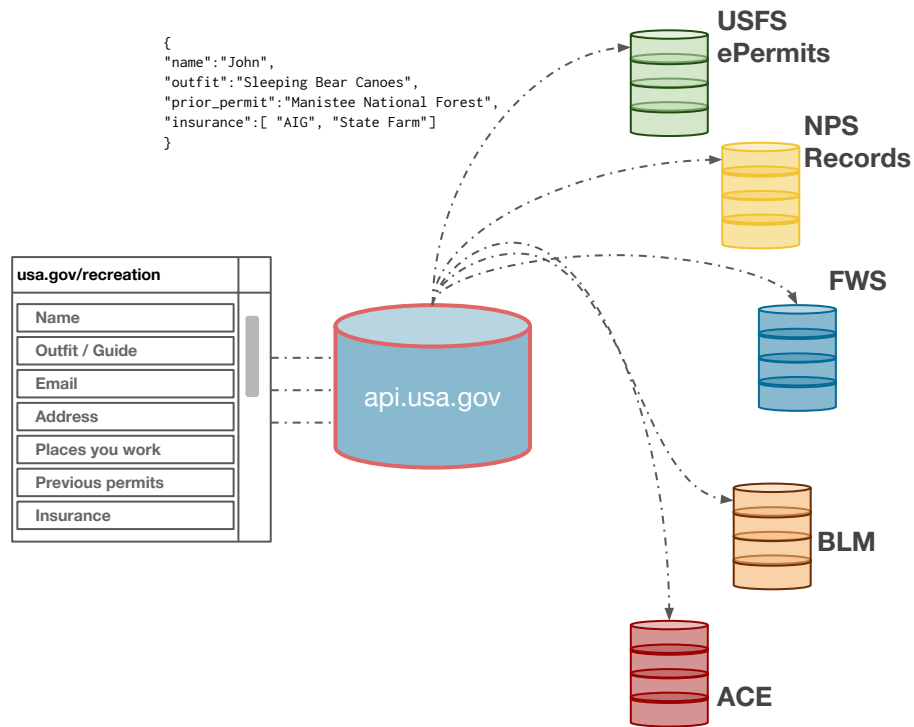 {
"name":"John",
"outfit":"Sleeping Bear Canoes",
"prior_permit":"Manistee National Forest",
"insurance":[ "AIG", "State Farm"]
}
USFS
ePermits
NPS
Records
usa.gov/recreation
Name
Outfit / Guide
Email
Address
Places you work
Previous permits
Insurance
api.usa.gov
FWS
BLM
ACE